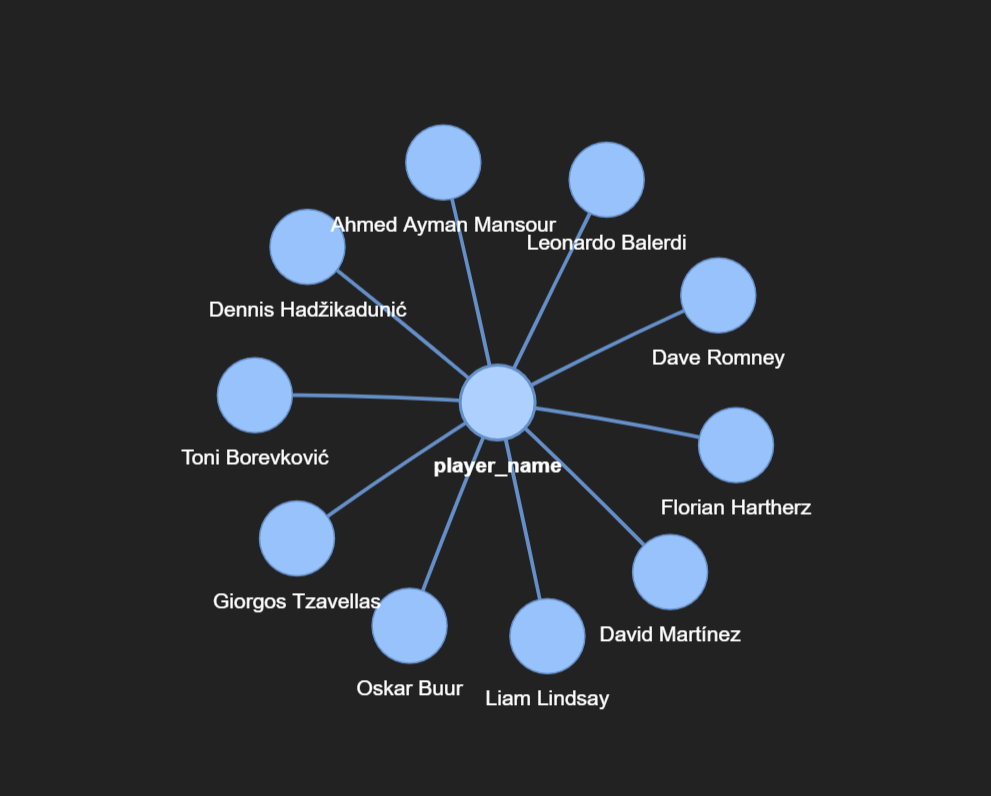 Ahmed Ayman Mansour
Leonardo Balerdi
Dennis Hadžikadunić
Dave Romney
Toni Borevković
player_name
Florian Hartherz
Giorgos Tzavellas
David Martínez
Oskar Buur
Liam Lindsay